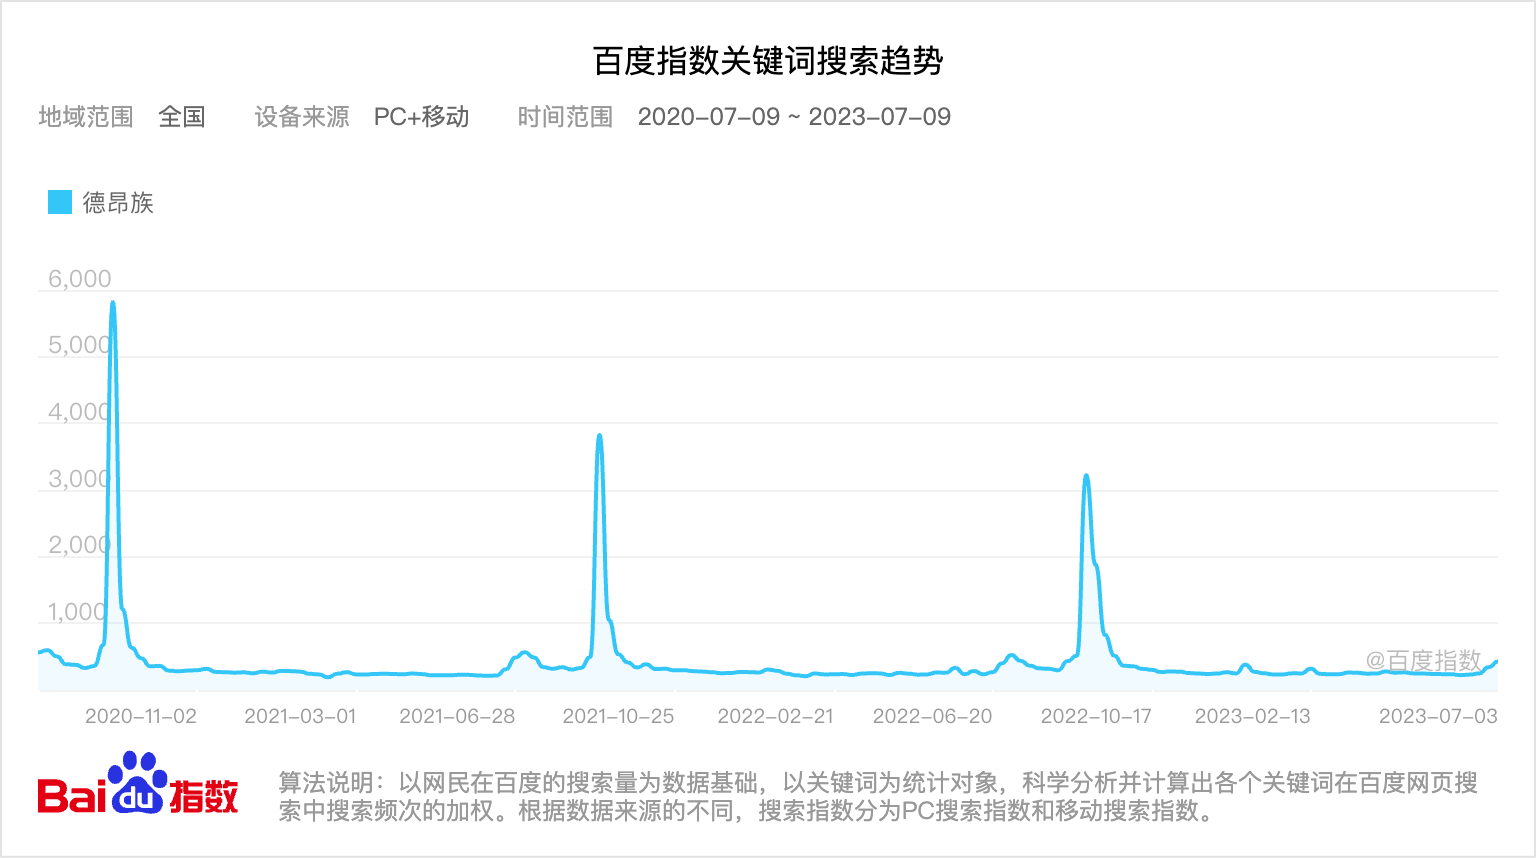 百度指数关键词搜索趋势
地域范围 全国 设备来源 PC+移动 时间范围 2020-07-09 ~ 2023-07-09
德昂族
6,000
5,000
4,000
3,000
2,000
1,000
@百度指数
2020-11-02 2021-03-01 2021-06-28 2021-10-25 2022-02-21 2022-06-20 2022-10-17 2023-02-13 2023-07-03
Bai du 指数
算法说明：以网民在百度的搜索量为数据基础，以关键词为统计对象，科学分析并计算出各个关键词在百度网页搜
索中搜索频次的加权。根据数据来源的不同，搜索指数分为PC搜索指数和移动搜索指数。